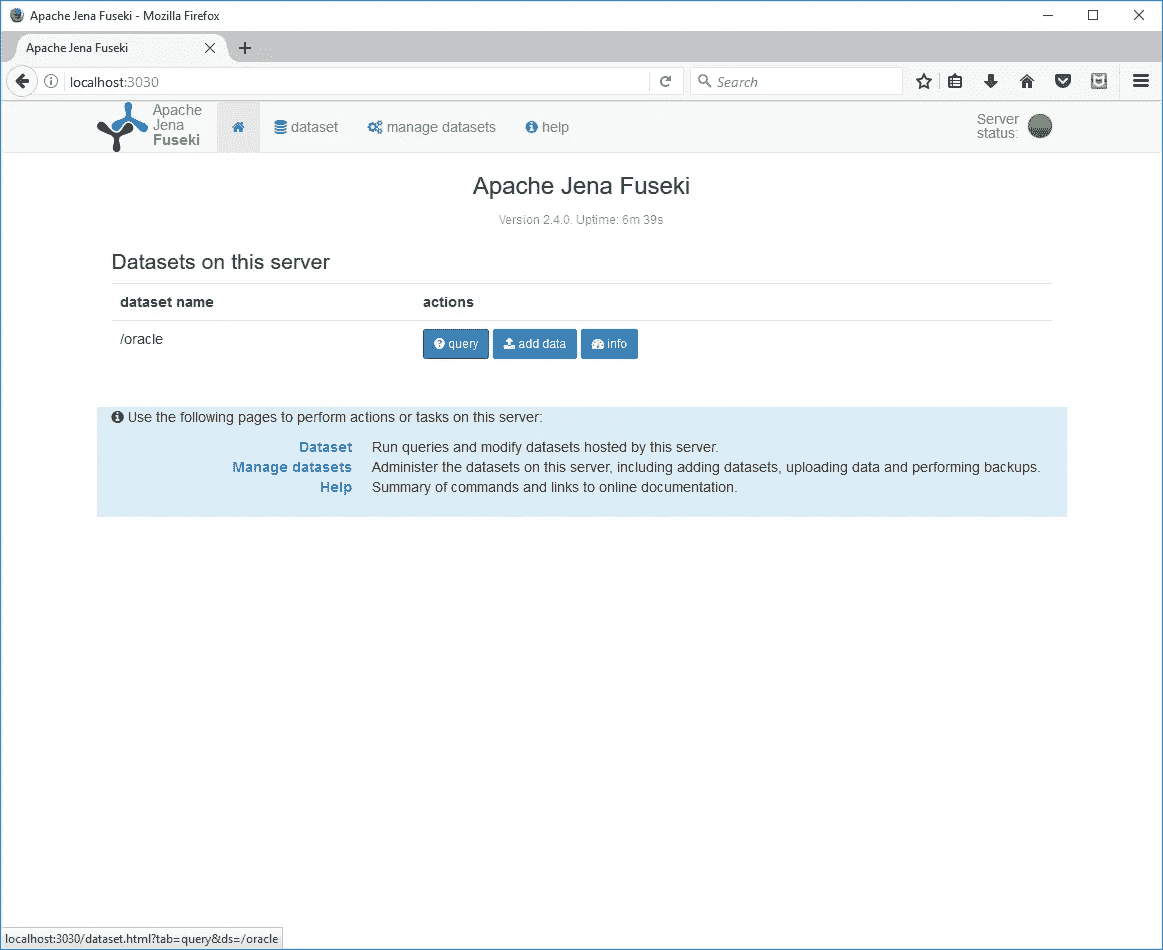 Apache Jena Fuseki - Mozilla Firefox
Apache Jena Fuseki
localhost:3030
Search
Apache
Jena
Fuseki
dataset
manage datasets
help
Server
status:
Apache Jena Fuseki
Version 2.4.0. Uptime: 6m 39s
Datasets on this server
dataset name actions
/oracle query add data info
Use the following pages to perform actions or tasks on this server:
Dataset Run queries and modify datasets hosted by this server.
Manage datasets Administer the datasets on this server, including adding datasets, uploading data and performing backups.
Help Summary of commands and links to online documentation.
localhost:3030/dataset.html?tab=query&ds=/oracle